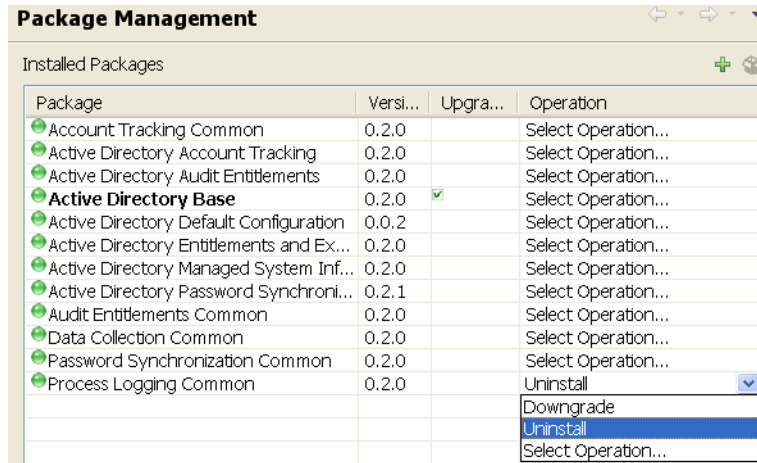 Package Management
Installed Packages
Package Versi... Upgra... Operation
Account Tracking Common 0.2.0 Select Operation...
Active Directory Account Tracking 0.2.0 Select Operation...
Active Directory Audit Entitlements 0.2.0 Select Operation...
Active Directory Base 0.2.0 Select Operation...
Active Directory Default Configuration 0.0.2 Select Operation...
Active Directory Entitlements and Ex... 0.2.0 Select Operation...
Active Directory Managed System Inf... 0.2.0 Select Operation...
Active Directory Password Synchroni... 0.2.1 Select Operation...
Audit Entitlements Common 0.2.0 Select Operation...
Data Collection Common 0.2.0 Select Operation...
Password Synchronization Common 0.2.0 Select Operation...
Process Logging Common 0.2.0 Uninstall
Downgrade
Uninstall
Select Operation...